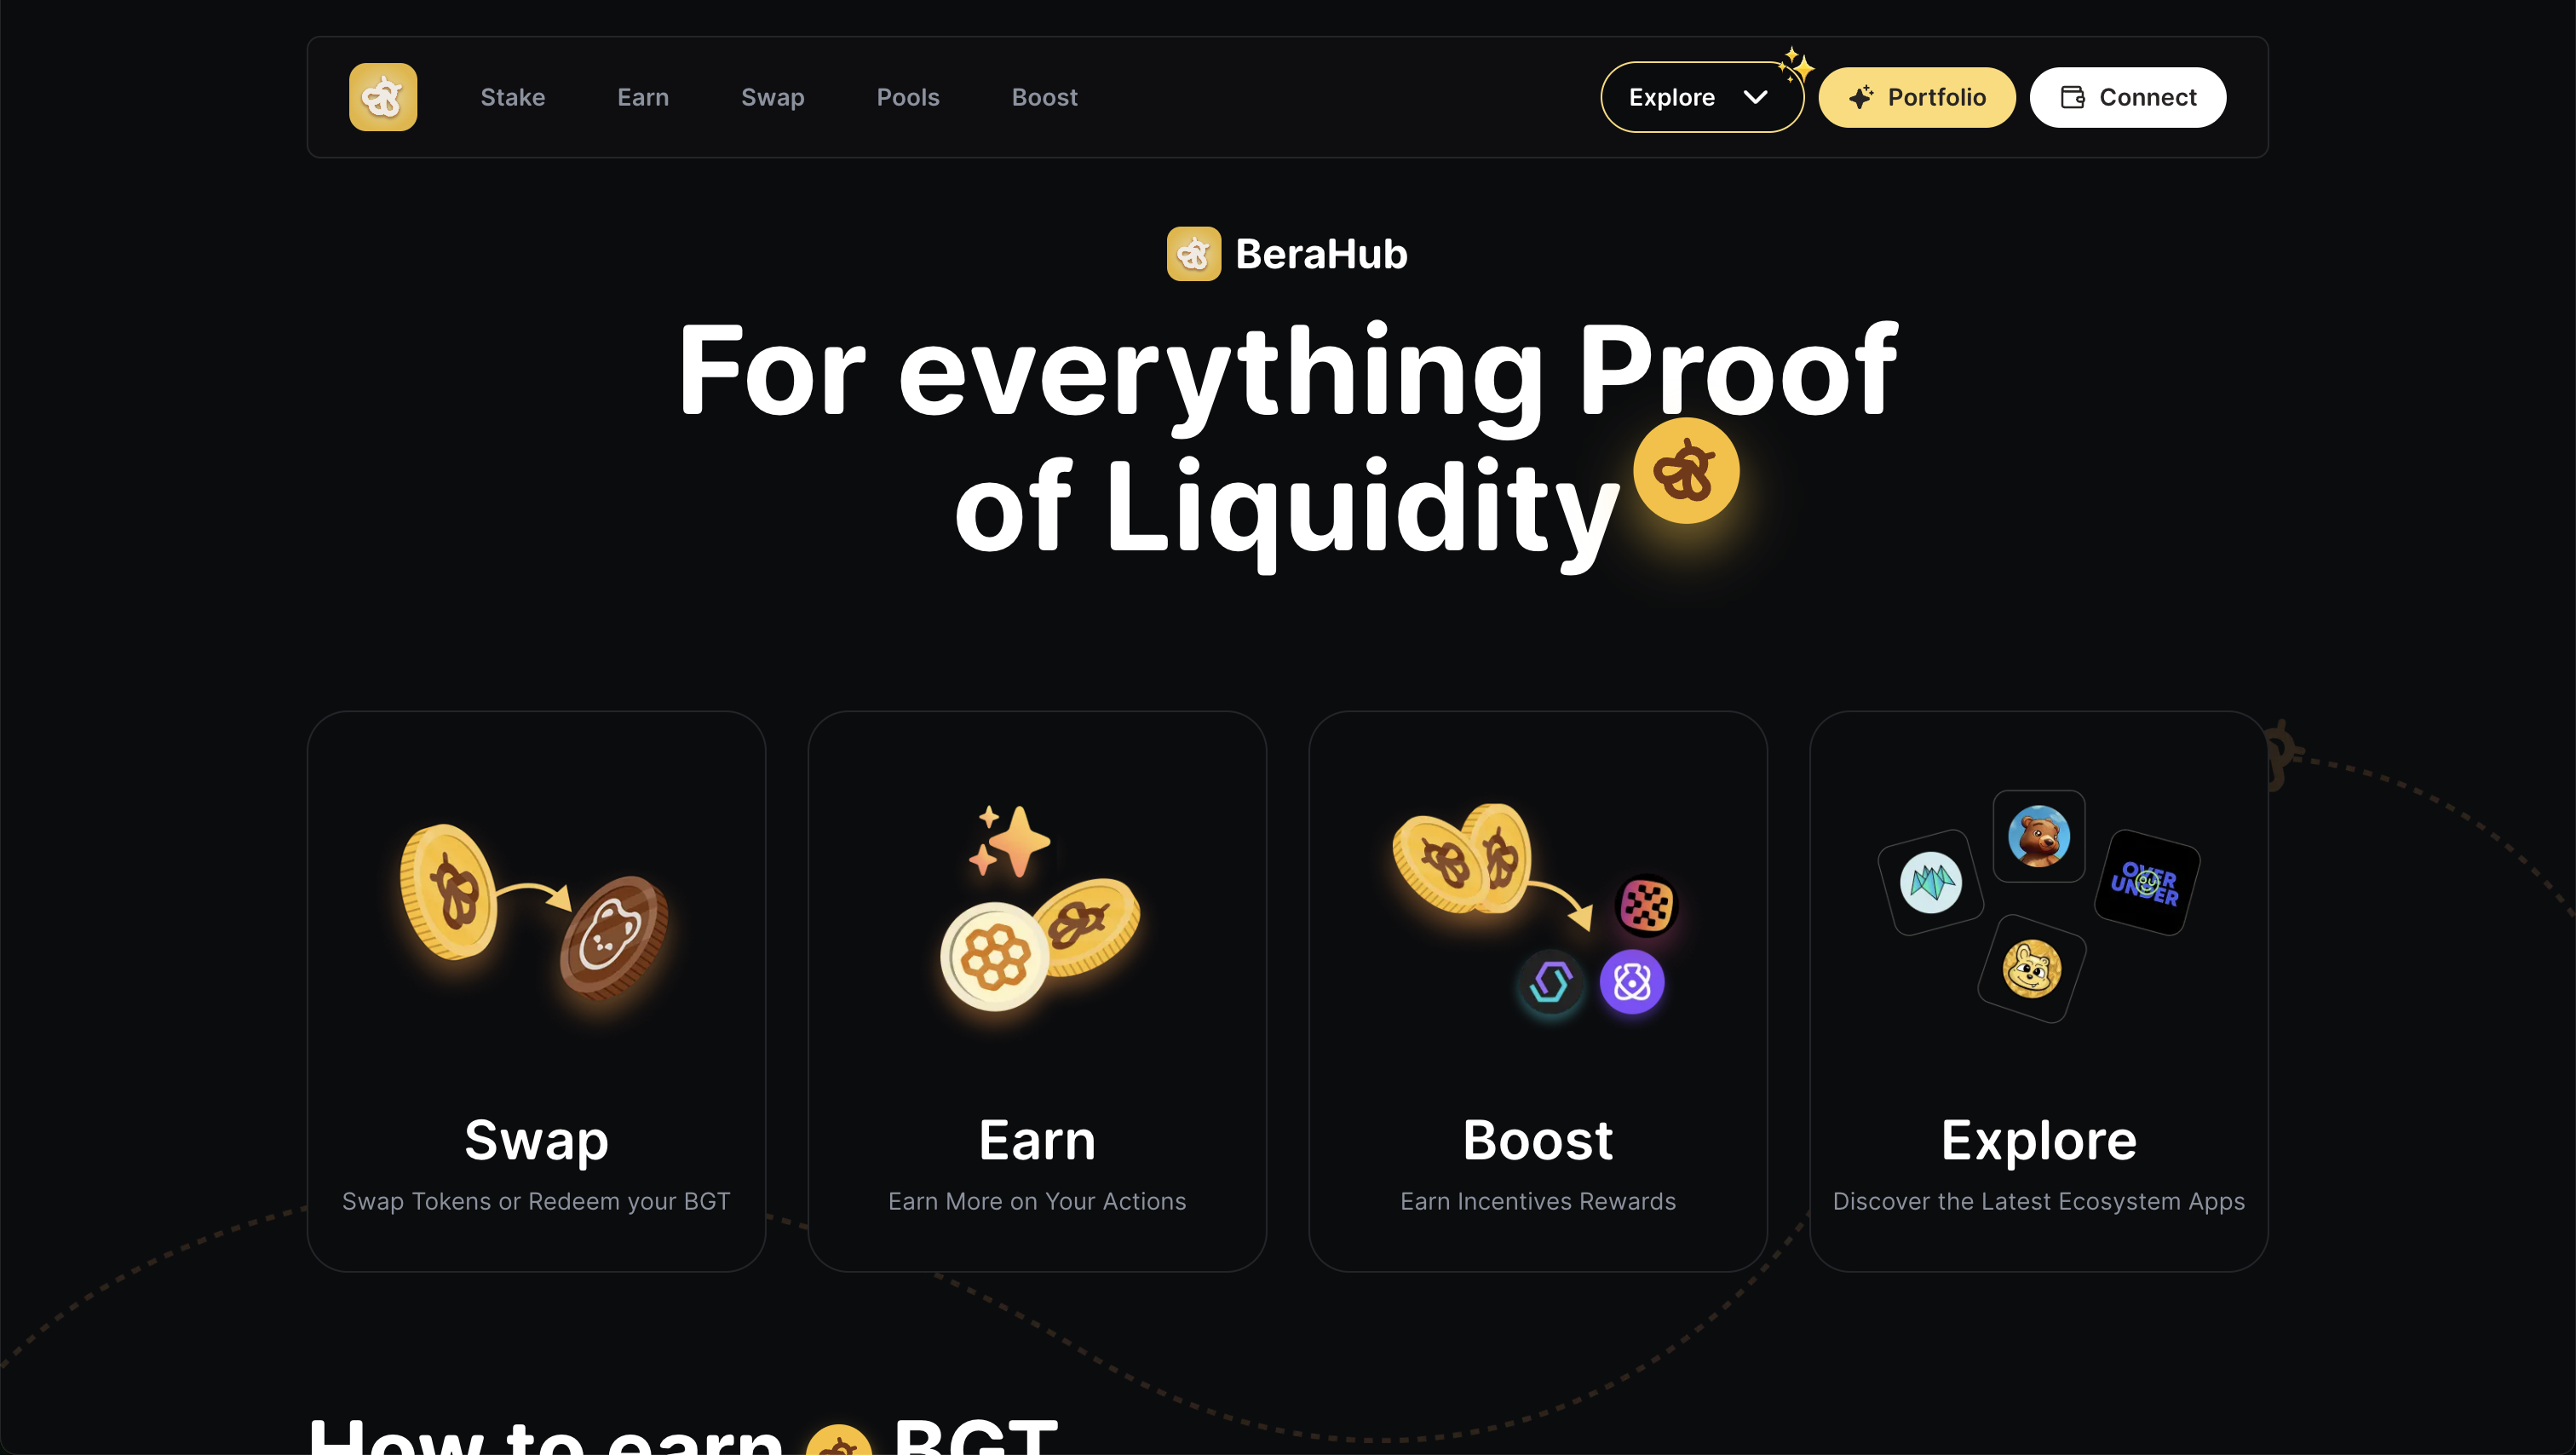 Stake
Earn
Swap
Pools
Boost
Explore
Portfolio
Connect
BeraHub
For everything Proof
of Liquidity
OVER
UNDER
Swap
Swap Tokens or Redeem your BGT
Earn
Earn More on Your Actions
Boost
Earn Incentives Rewards
Explore
Discover the Latest Ecosystem Apps
How to earn BGT